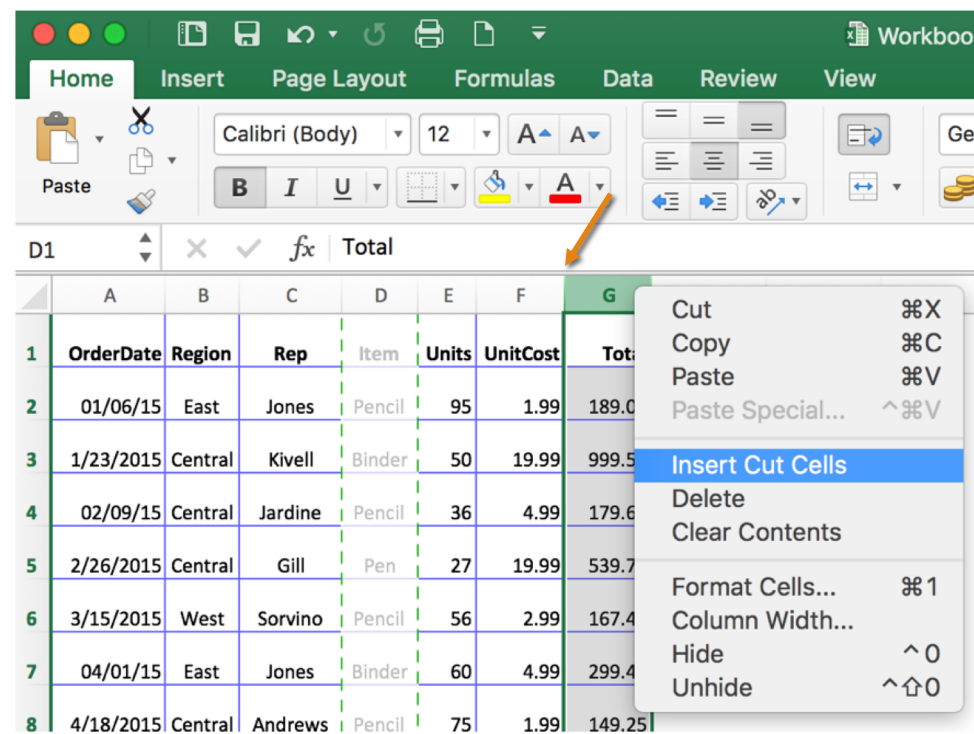 Workboo
Home Insert Page Layout Formulas Data Review View
Calibri (Body) 12 A A Ge
Paste B I U A ab
D1 fx Total
A B C D E F G
1 OrderDate Region Rep Item Units UnitCost Tot
2 01/06/15 East Jones Pencil 95 1.99 189.0
3 1/23/2015 Central Kivell Binder 50 19.99 999.5
4 02/09/15 Central Jardine Pencil 36 4.99 179.6
5 2/26/2015 Central Gill Pen 27 19.99 539.7
6 3/15/2015 West Sorvino Pencil 56 2.99 167.4
7 04/01/15 East Jones Binder 60 4.99 299.4
8 4/18/2015 Central Andrews Pencil 75 1.99 149.25
Cut ⌘X
Copy ⌘C
Paste ⌘V
Paste Special... ^⌘V
Insert Cut Cells
Delete
Clear Contents
Format Cells... ⌘1
Column Width...
Hide ^0
Unhide ^⇧0